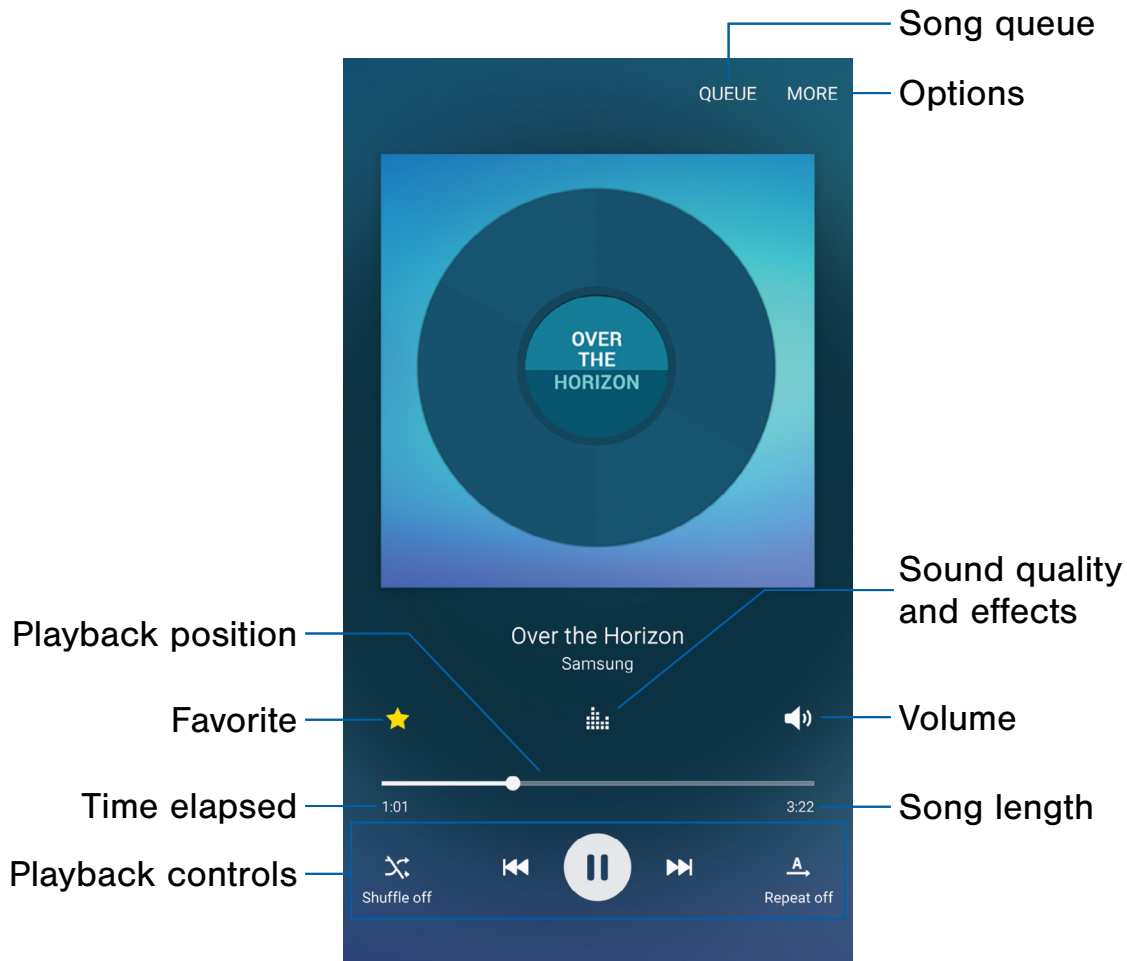 Song queue
QUEUE
MORE
Options
OVER
THE
HORIZON
Sound quality
and effects
Playback position
Over the Horizon
Samsung
Favorite
Volume
Time elapsed
1:01
3:22
Song length
Playback controls
A
Shuffle off
Repeat off